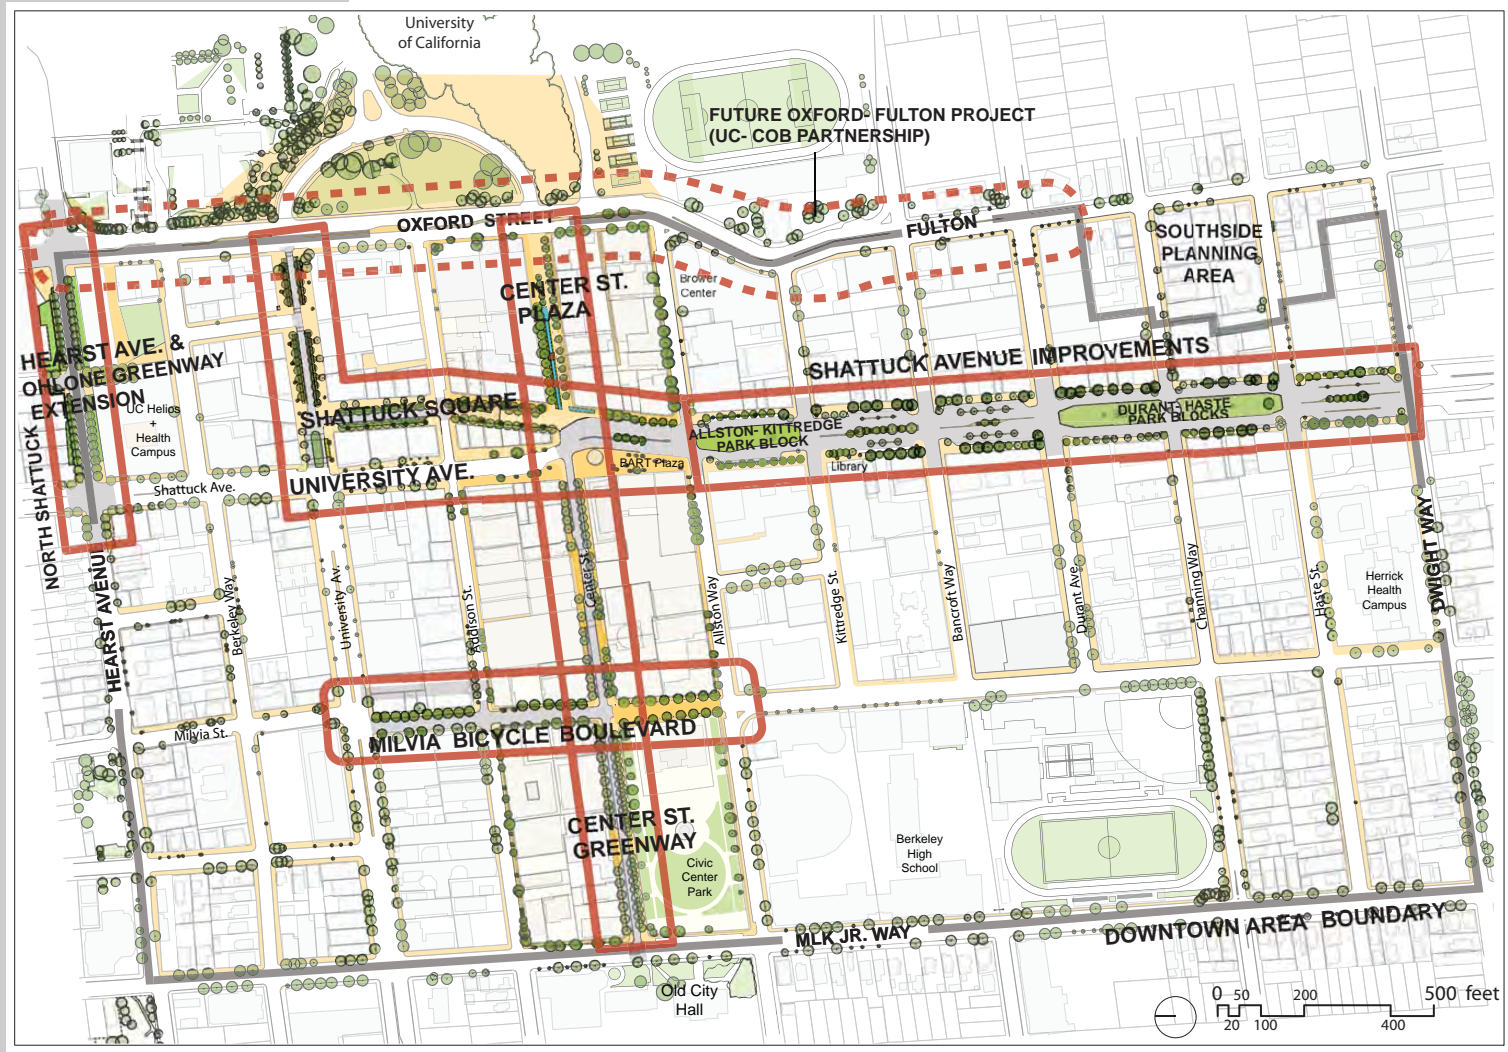 University
of California
FUTURE OXFORD- FULTON PROJECT
(UC- COB PARTNERSHIP)
OXFORD STREET
FULTON
SOUTHSIDE
PLANNING
AREA
Brower
Center
CENTER ST.
PLAZA
HEARST AVE. &
OHLONE GREENWAY
EXTENSION
SHATTUCK AVENUE IMPROVEMENTS
UC Helios
+
Health
Campus
SHATTUCK SQUARE
ALLSTON- KITTREDGE
PARK BLOCK
DURANT- HASTE
PARK BLOCKS
BART Plaza
Library
UNIVERSITY AVE.
Shattuck Ave.
NORTH SHATTUCK
HEARST AVENUE
Berkeley Way
University Av.
Addison St.
Center St.
Allston Way
Kittredge St.
Bancroft Way
Durant Ave.
Channing Way
Haste St.
Herrick
Health
Campus
DWIGHT WAY
Milvia St.
MILVIA BICYCLE BOULEVARD
CENTER ST.
GREENWAY
Civic
Center
Park
Berkeley
High
School
MLK JR. WAY
DOWNTOWN AREA BOUNDARY
Old City
Hall
0 50 200 500 feet
20 100 400